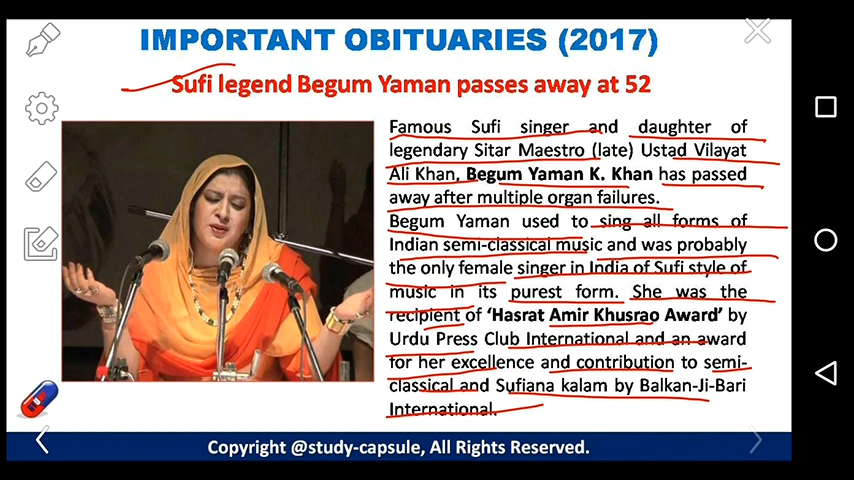 IMPORTANT OBITUARIES (2017)
Sufi legend Begum Yaman passes away at 52
Famous Sufi singer and daughter of
legendary Sitar Maestro (late) Ustad Vilayat
Ali Khan, Begum Yaman K. Khan has passed
away after multiple organ failures.
Begum Yaman used to sing all forms of
Indian semi-classical music and was probably
the only female singer in India of Sufi style of
music in its purest form. She was the
recipient of ‘Hasrat Amir Khusrao Award’ by
Urdu Press Club International and an award
for her excellence and contribution to semi-
classical and Sufiana kalam by Balkan-Ji-Bari
International.
Copyright @study-capsule, All Rights Reserved.